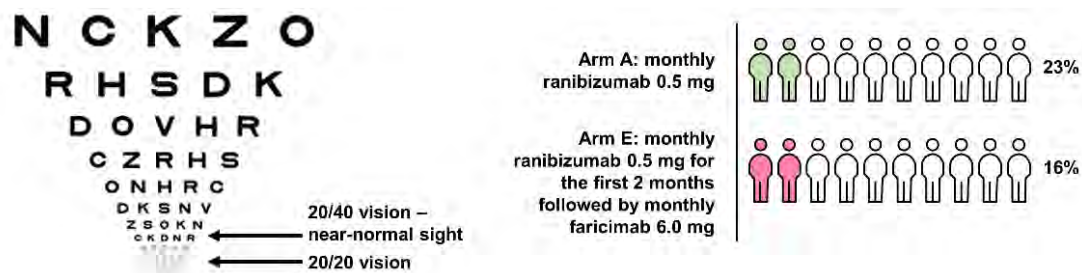 N C K Z O
R H S D K
D O V H R
C Z R H S
O N H R C
D K S N V
Z S O K N
C K D N R
20/40 vision –
near-normal sight
20/20 vision
Arm A: monthly
ranibizumab 0.5 mg
23%
Arm E: monthly
ranibizumab 0.5 mg for
the first 2 months
followed by monthly
faricimab 6.0 mg
16%